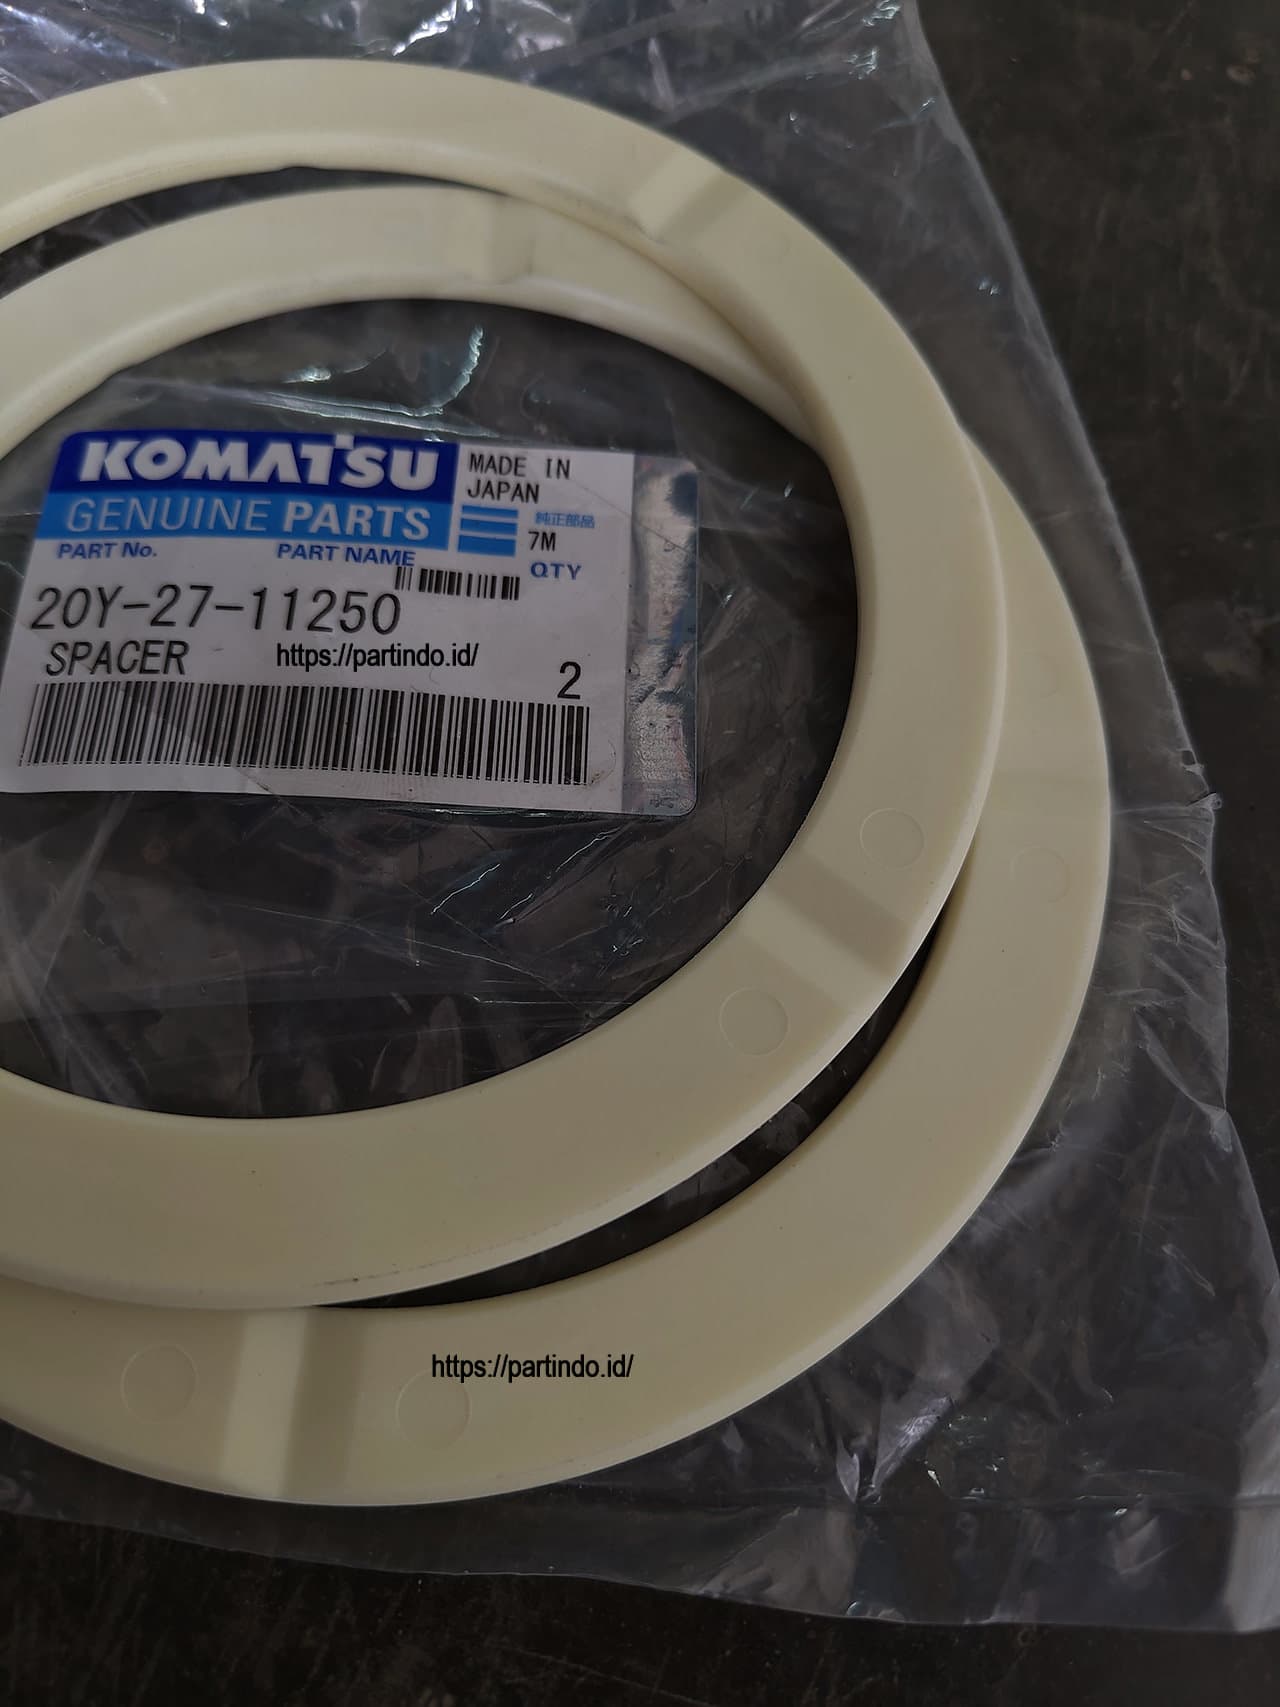 KOMATSU
GENUINE PARTS
MADE IN
JAPAN
純正部品
7M
PART No.
PART NAME
QTY
20Y-27-11250
SPACER
https://partindo.id/
2
https://partindo.id/